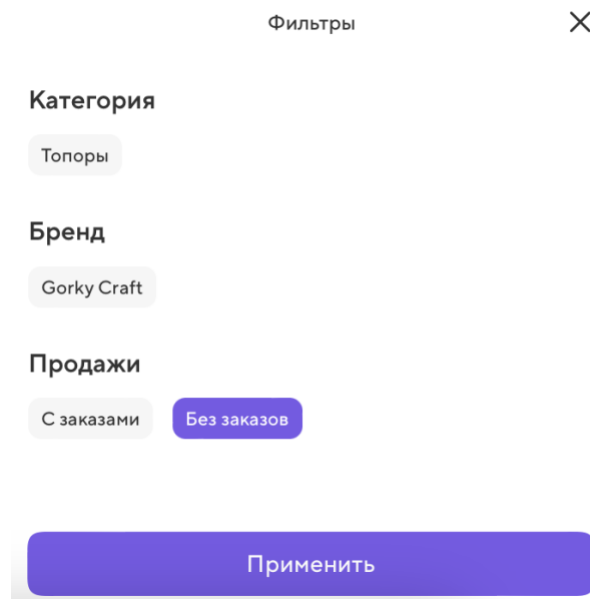 Фильтры
Категория
Топоры
Бренд
Gorky Craft
Продажи
С заказами Без заказов
Применить